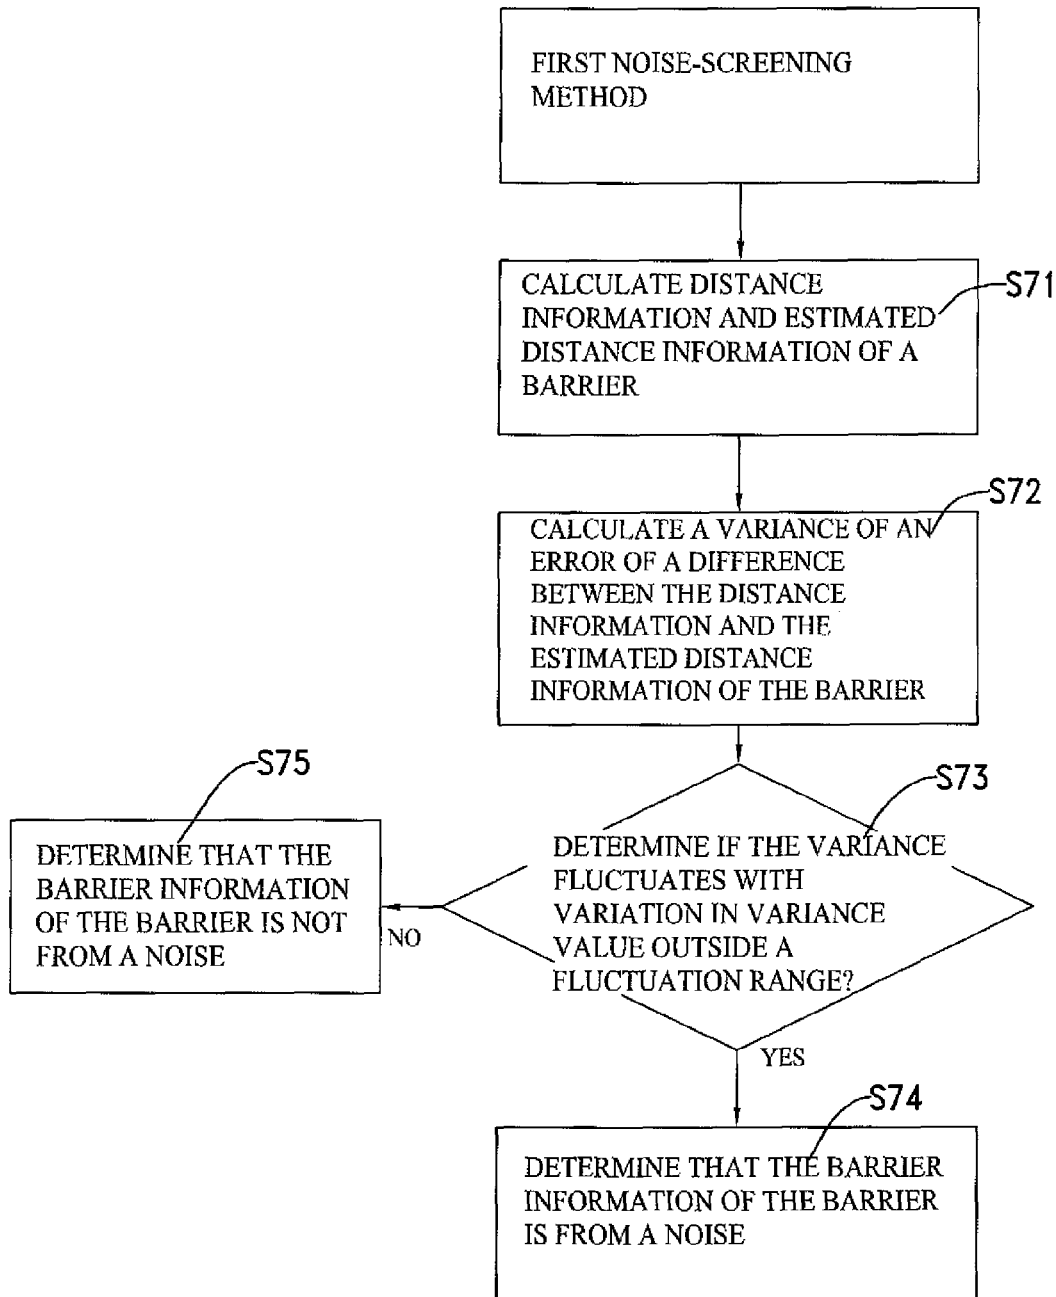 FIRST NOISE-SCREENING
METHOD
CALCULATE DISTANCE
INFORMATION AND ESTIMATED
DISTANCE INFORMATION OF A
BARRIER
S71
CALCULATE A VARIANCE OF AN
ERROR OF A DIFFERENCE
BETWEEN THE DISTANCE
INFORMATION AND THE
ESTIMATED DISTANCE
INFORMATION OF THE BARRIER
S72
DETERMINE IF THE VARIANCE
FLUCTUATES WITH
VARIATION IN VARIANCE
VALUE OUTSIDE A
FLUCTUATION RANGE?
S73
NO
S75
DETERMINE THAT THE
BARRIER INFORMATION
OF THE BARRIER IS NOT
FROM A NOISE
YES
S74
DETERMINE THAT THE BARRIER
INFORMATION OF THE BARRIER
IS FROM A NOISE